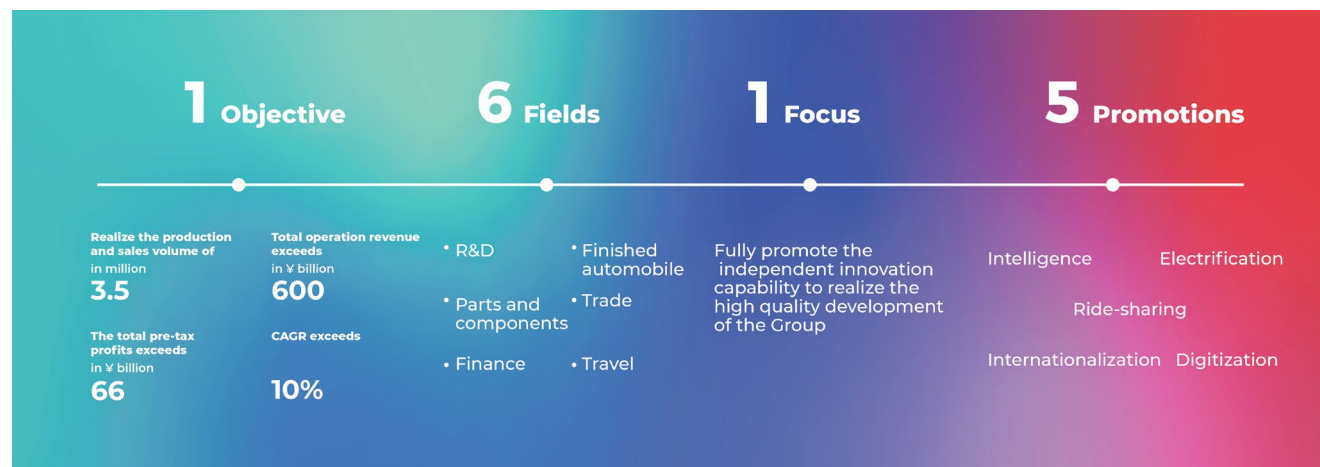 1 Objective
6 Fields
1 Focus
5 Promotions
Realize the production
and sales volume of
in million
3.5
Total operation revenue
exceeds
in ¥ billion
600
The total pre-tax
profits exceeds
in ¥ billion
66
CAGR exceeds
10%
• R&D
• Finished
automobile
• Parts and
components
• Trade
• Finance
• Travel
Fully promote the
independent innovation
capability to realize the
high quality development
of the Group
Intelligence
Electrification
Ride-sharing
Internationalization
Digitization